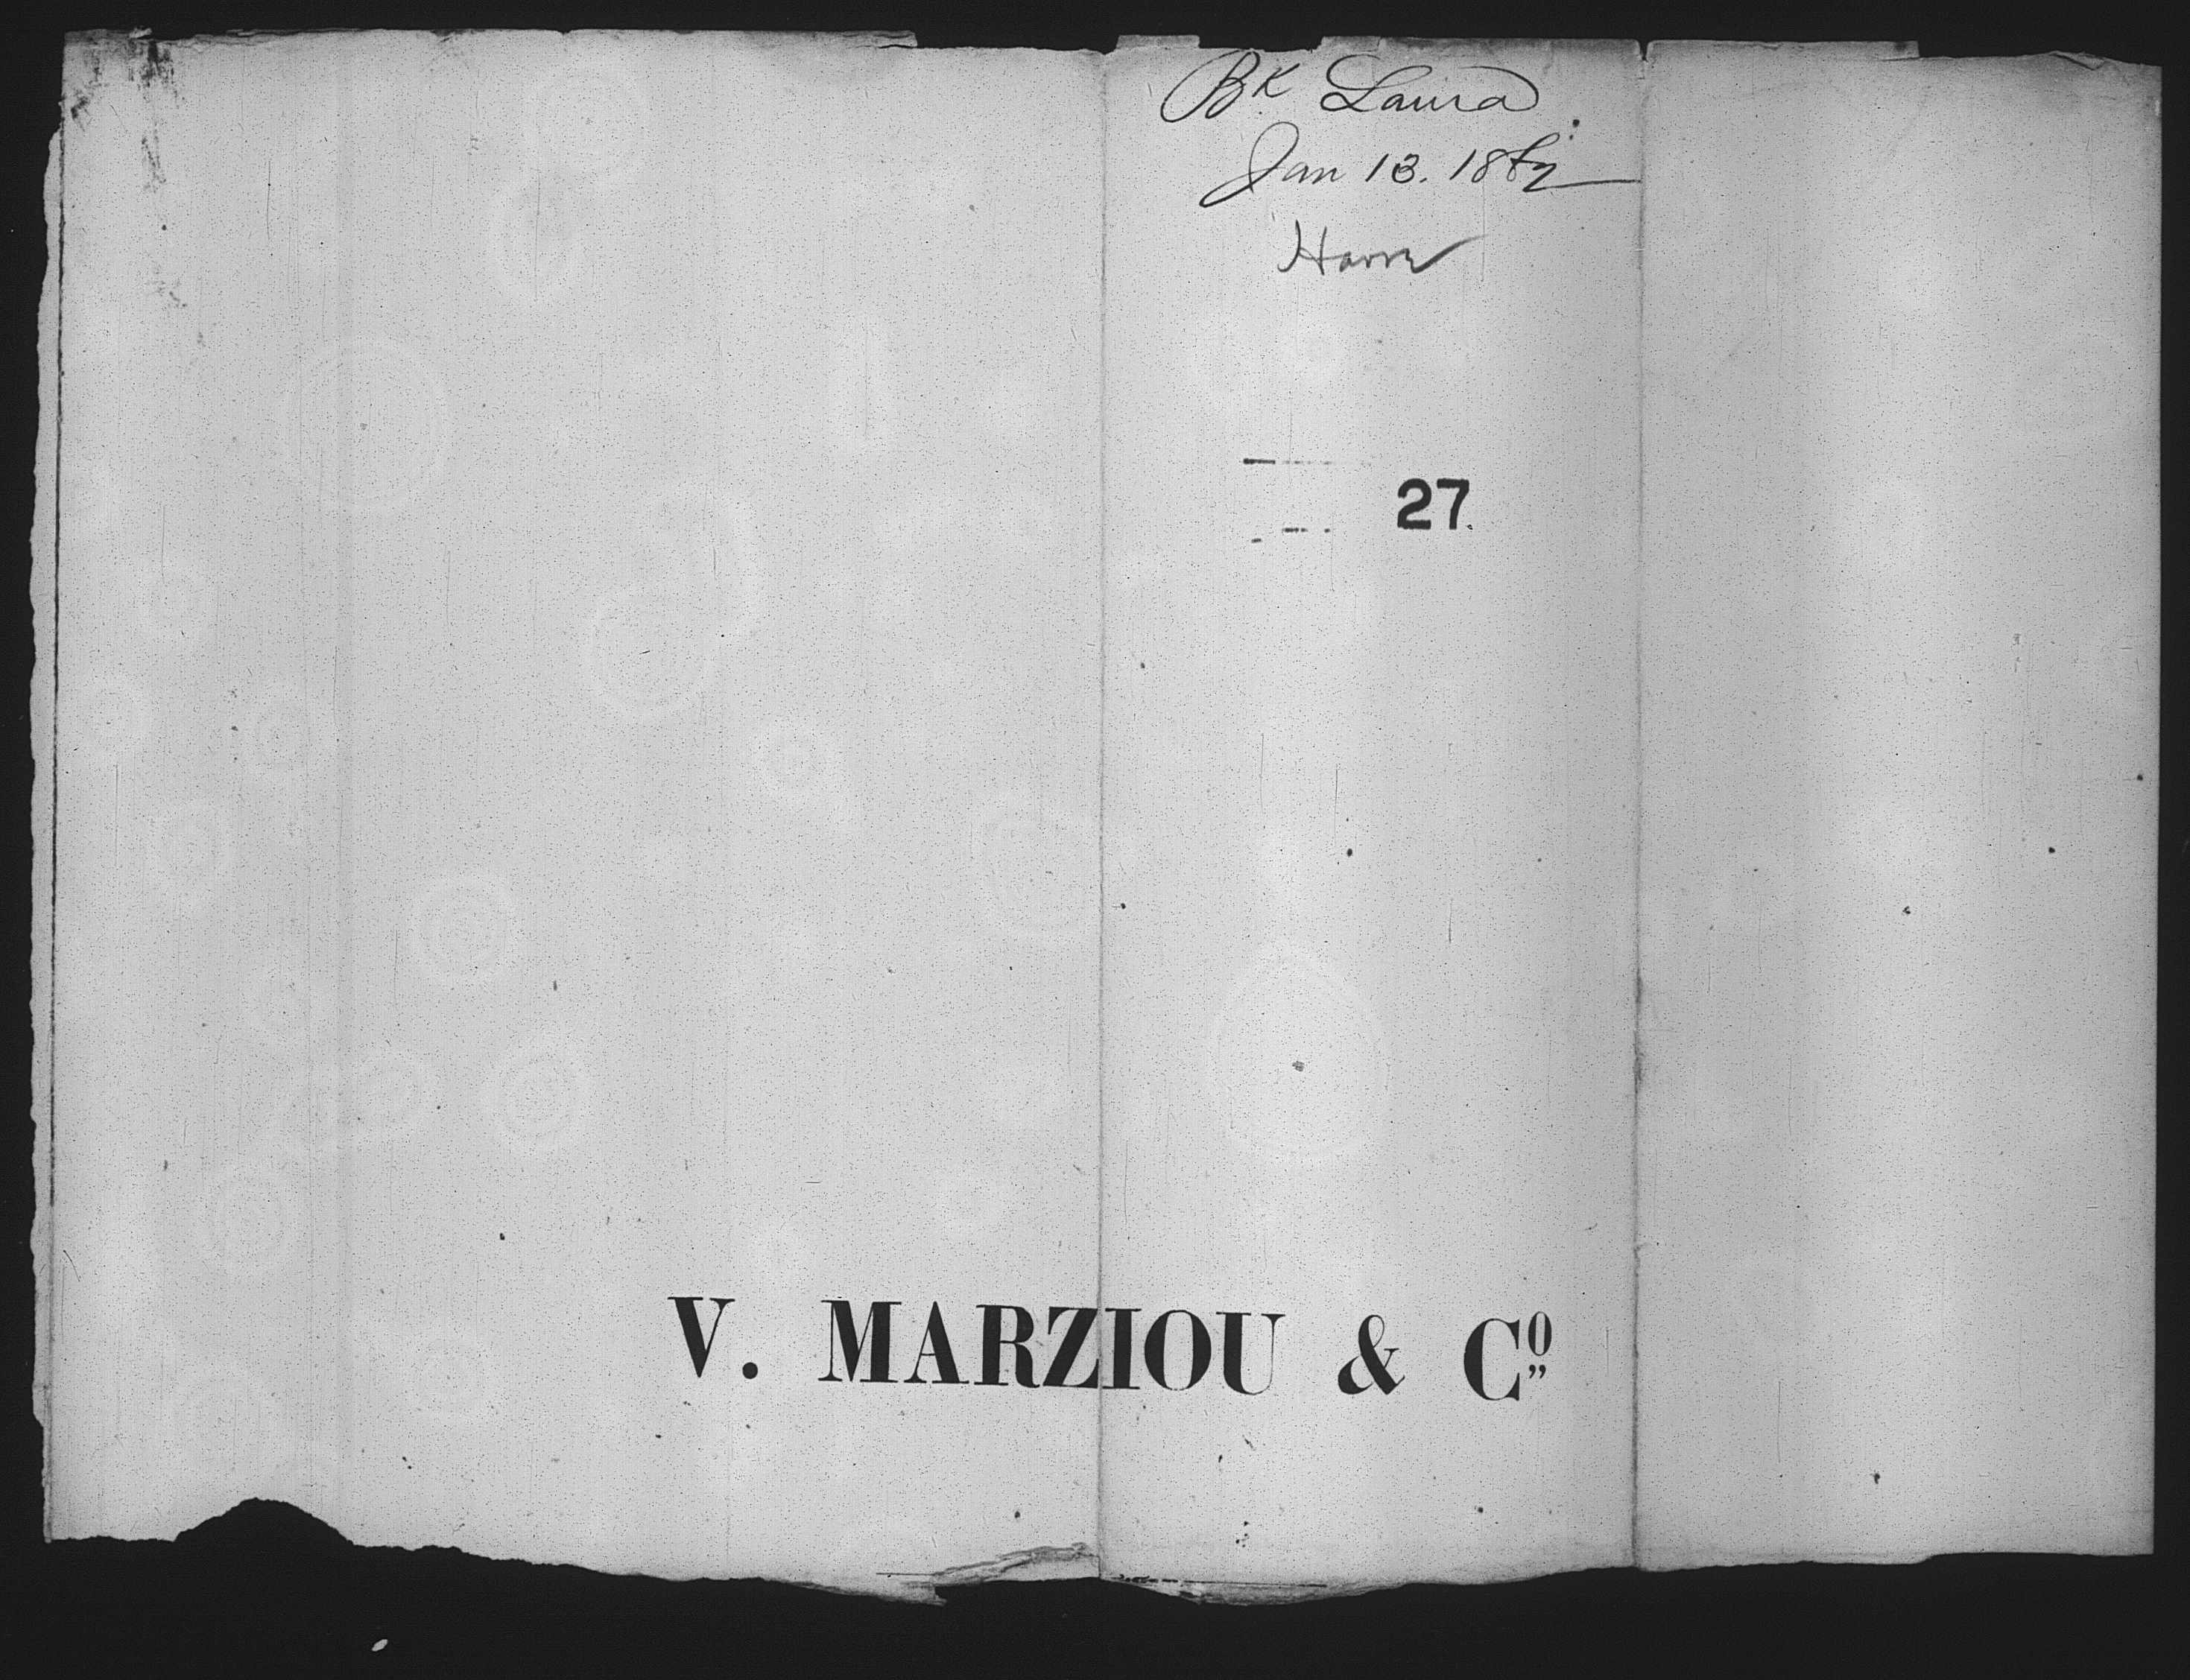 Bk Laura
Jan 13. 1862
Havre
27.
V. MARZIOU & Co